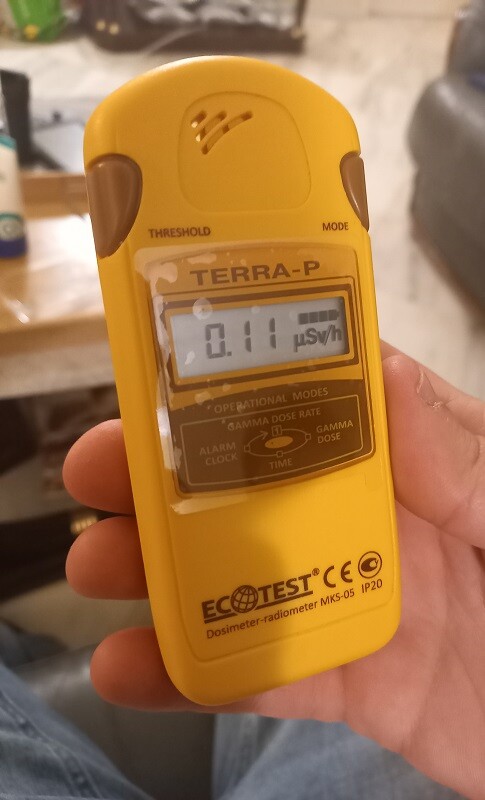 THRESHOLD MODE
TERRA-P
0.11 µSv/h
OPERATIONAL MODES
GAMMA DOSE RATE
1
ALARM CLOCK
GAMMA DOSE
TIME
ECOTEST® CE
Dosimeter-radiometer MKS-05 IP20